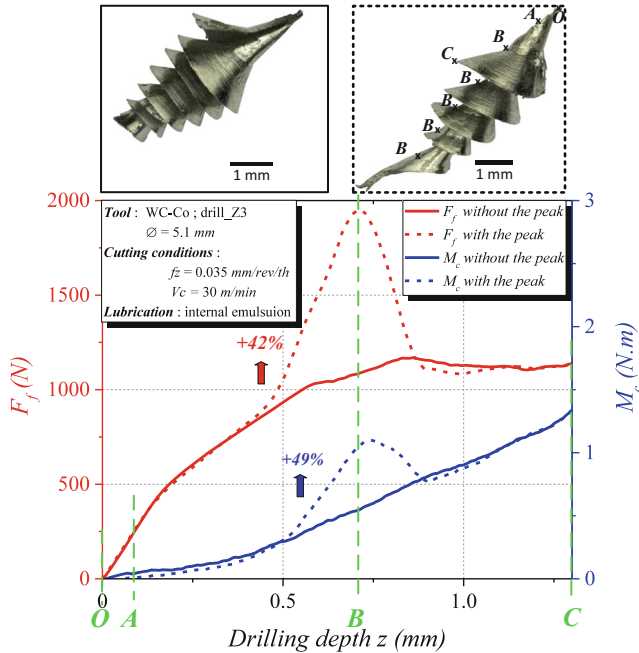 1 mm
A O
B
C
B
B
B
B
1 mm
2000
1500
1000
500
0
F_f (N)
Tool : WC-Co ; drill_Z3
Ø = 5.1 mm
Cutting conditions :
fz = 0.035 mm/rev/th
Vc = 30 m/min
Lubrication : internal emulsuion
F_f without the peak
F_f with the peak
M_c without the peak
M_c with the peak
+42%
+49%
3
2
1
0
M_c (N.m)
0 0.5 1.0
O A B C
Drilling depth z (mm)